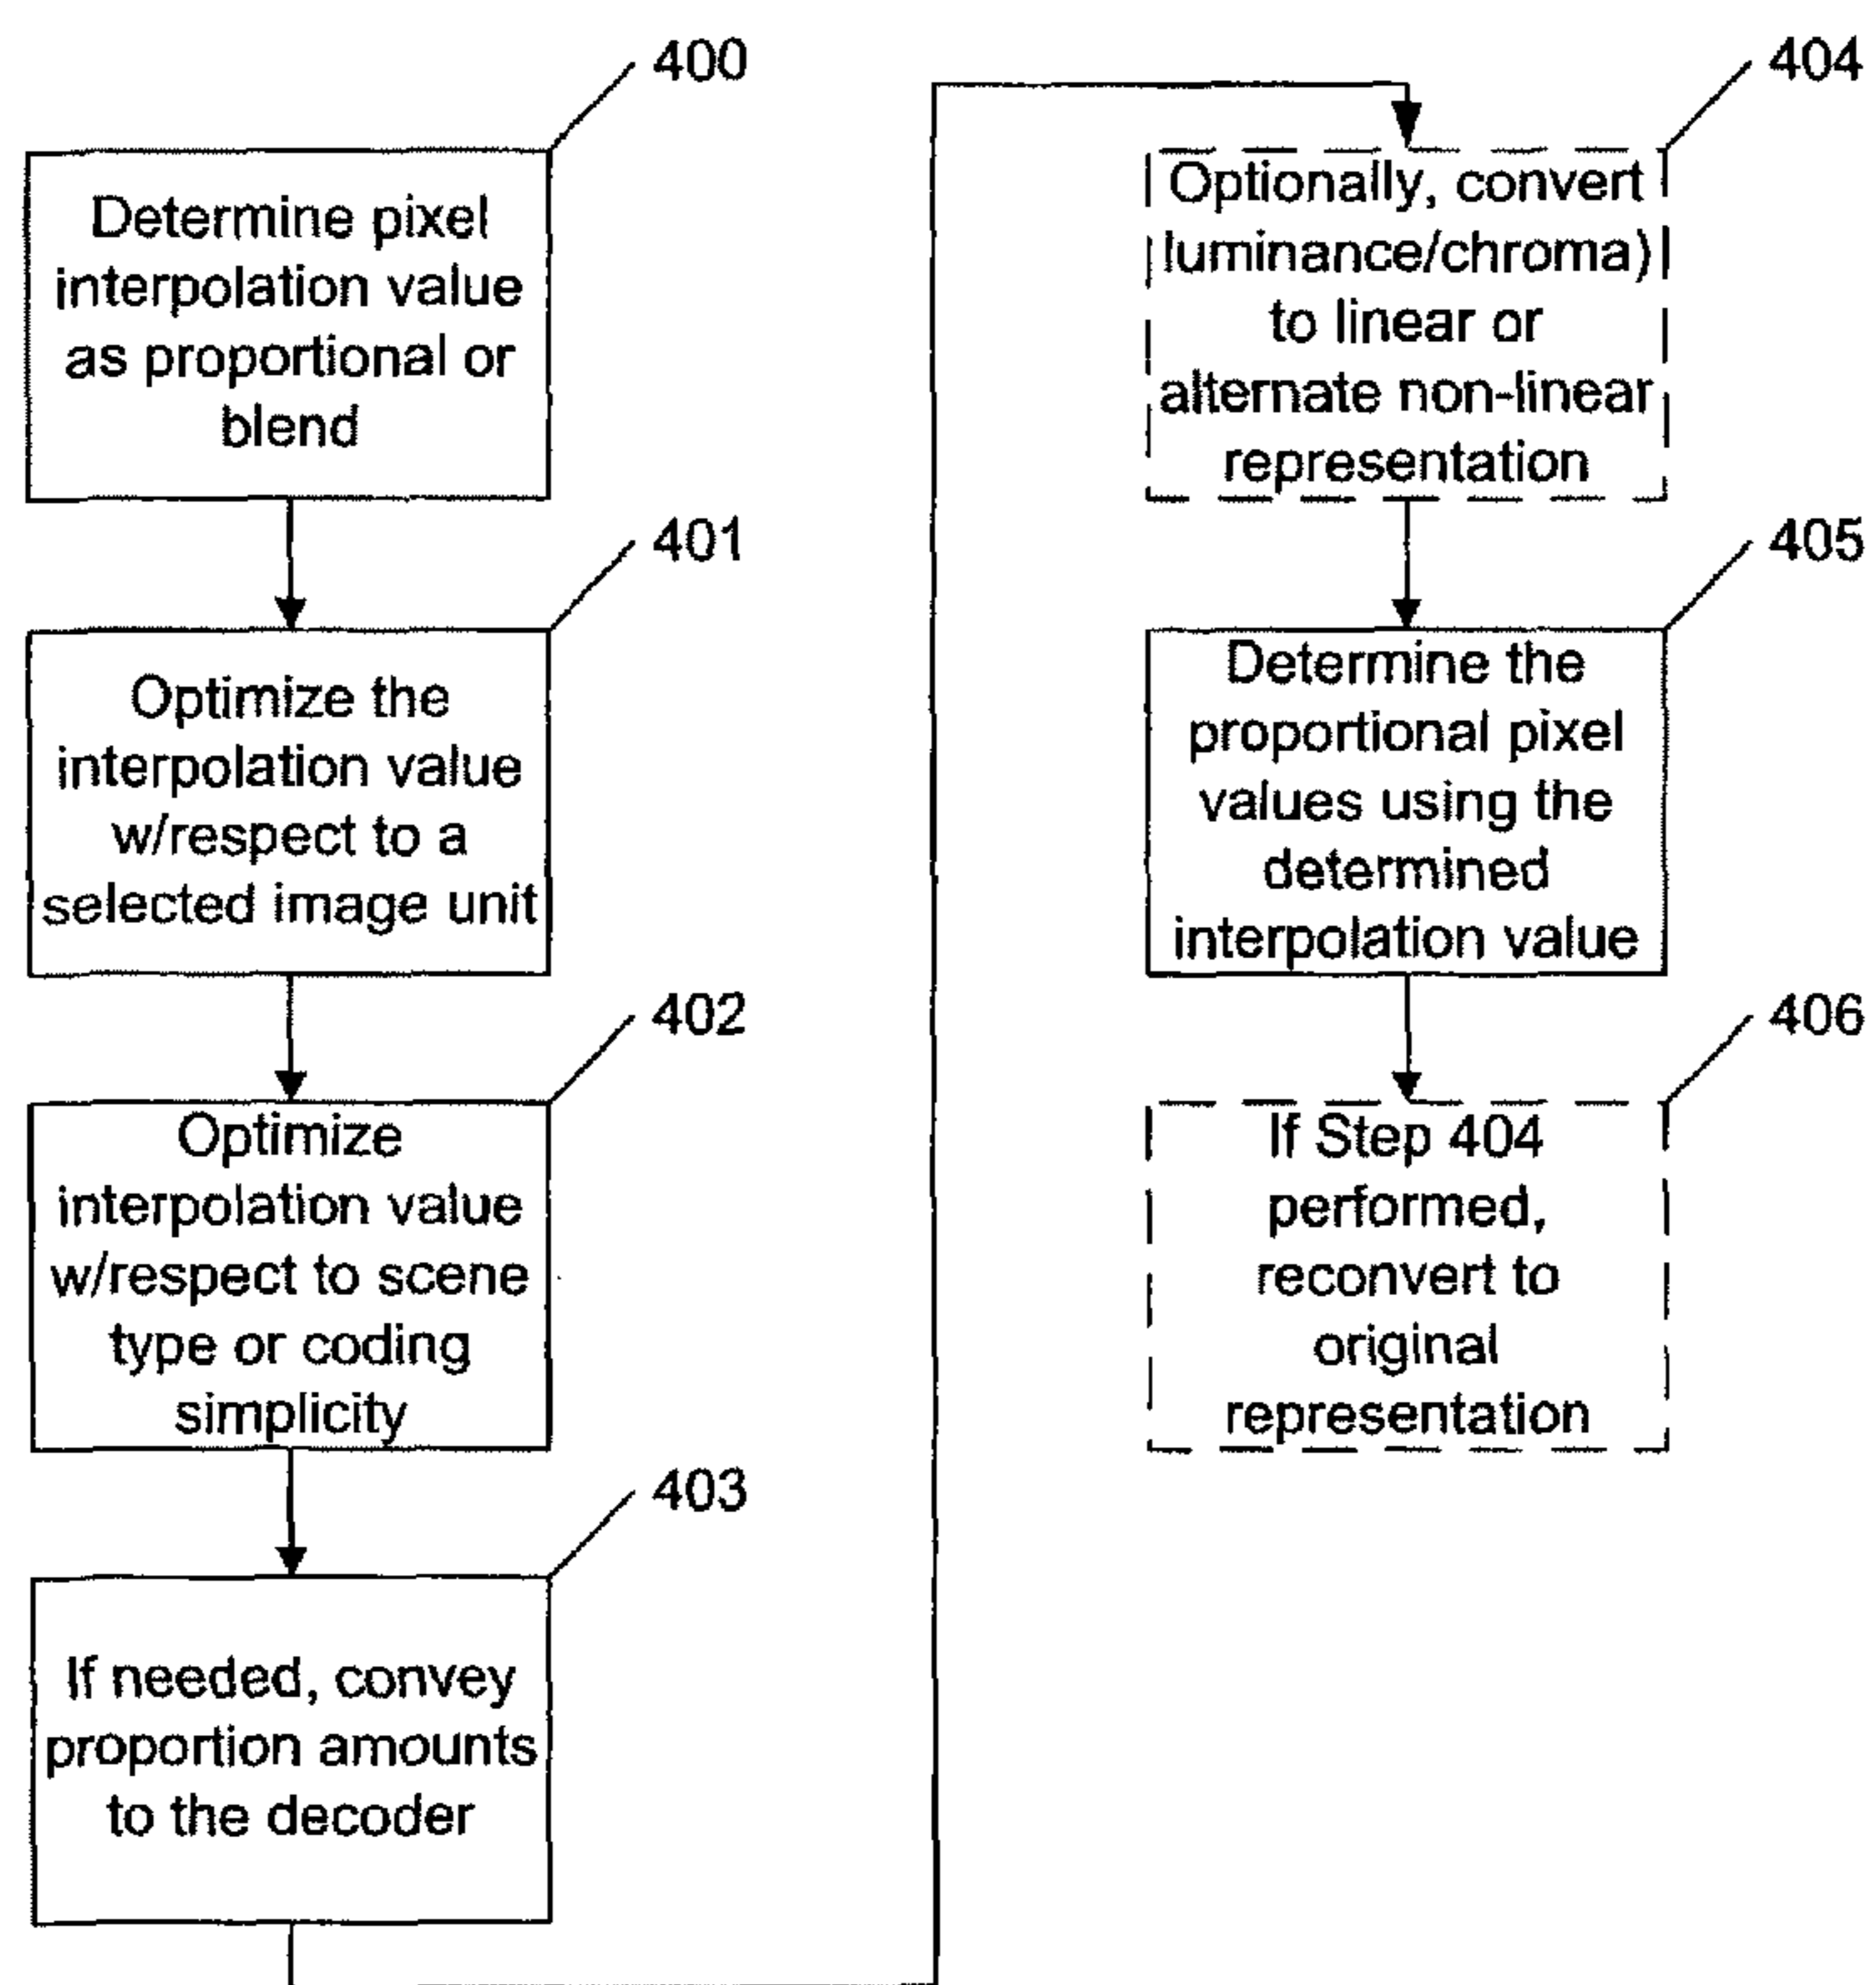 400
Determine pixel
interpolation value
as proportional or
blend
401
Optimize the
interpolation value
w/respect to a
selected image unit
402
Optimize
interpolation value
w/respect to scene
type or coding
simplicity
403
If needed, convey
proportion amounts
to the decoder
404
Optionally, convert
luminance/chroma)
to linear or
alternate non-linear
representation
405
Determine the
proportional pixel
values using the
determined
interpolation value
406
If Step 404
performed,
reconvert to
original
representation